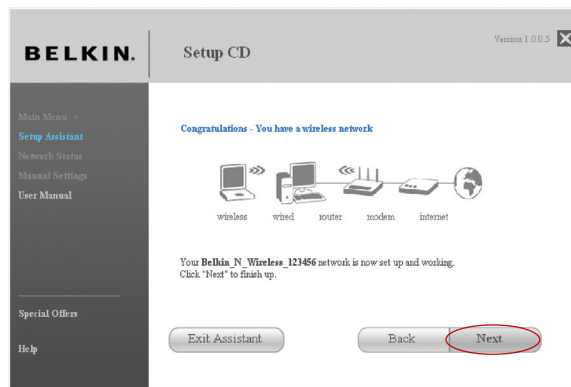 BELKIN.
Setup CD
Version 1.0.0.5
Main Menu >
Setup Assistant
Network Status
Manual Settings
User Manual
Special Offers
Help
Congratulations - You have a wireless network
wireless wired router modem internet
Your Belkin_N_Wireless_123456 network is now set up and working.
Click "Next" to finish up.
Exit Assistant
Back
Next